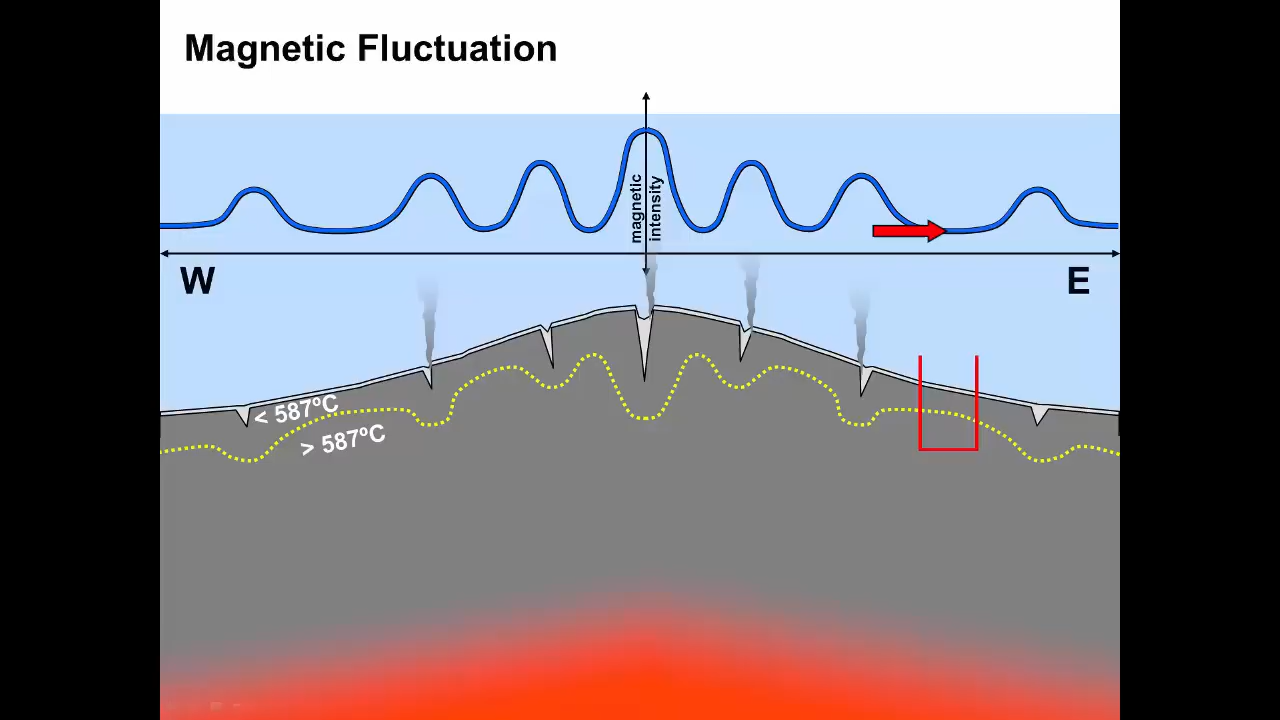 Magnetic Fluctuation
magnetic
intensity
W
E
< 587ºC
> 587ºC